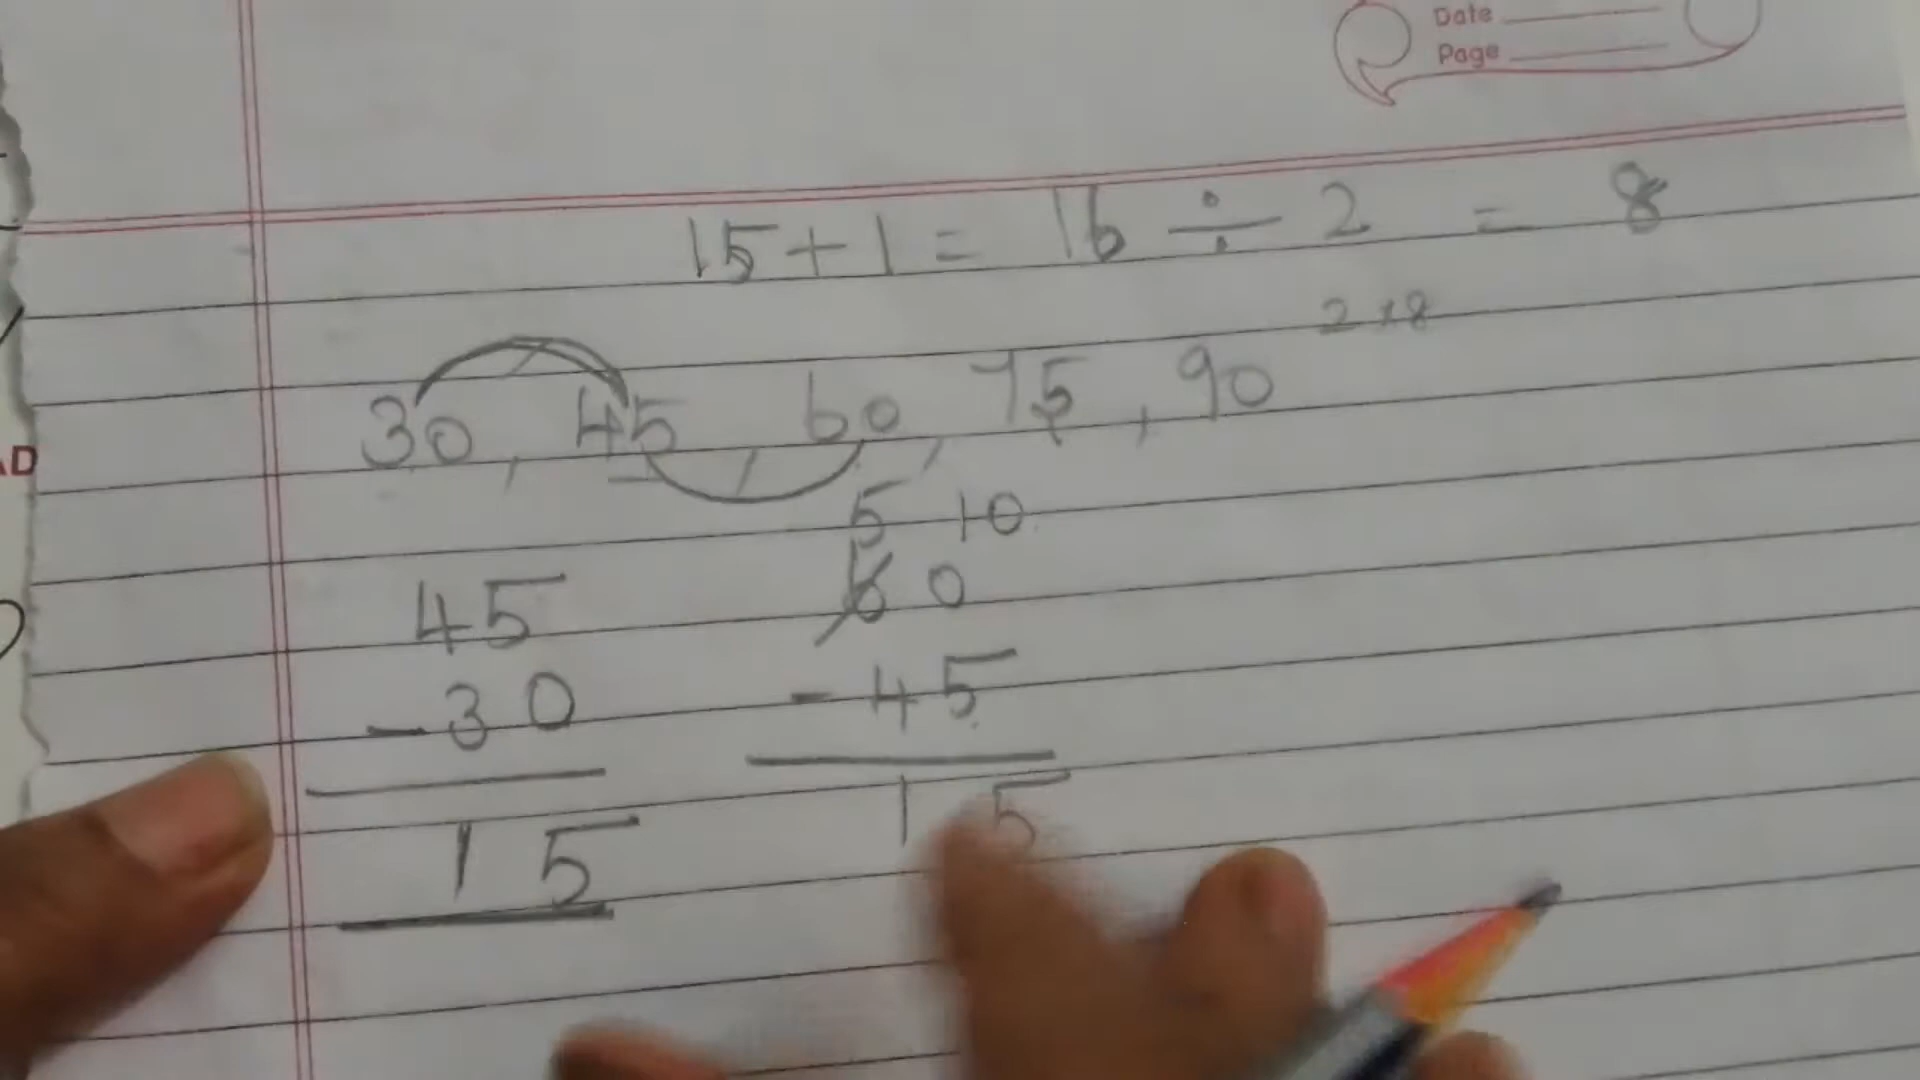 Date
Page
15 + 1 = 16 ÷ 2 = 8
2 × 8
30, 45 60, 75, 90
5 10
45 60
- 30 - 45
15 15